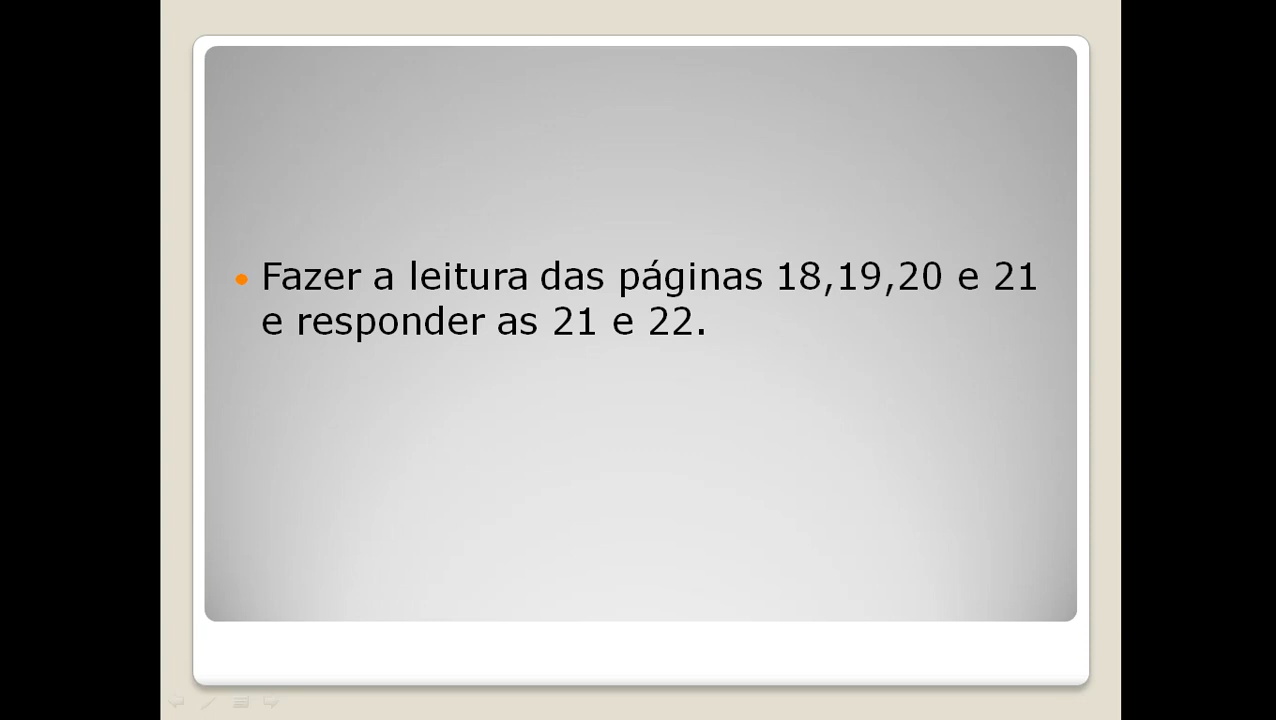 Fazer a leitura das páginas 18,19,20 e 21
e responder as 21 e 22.